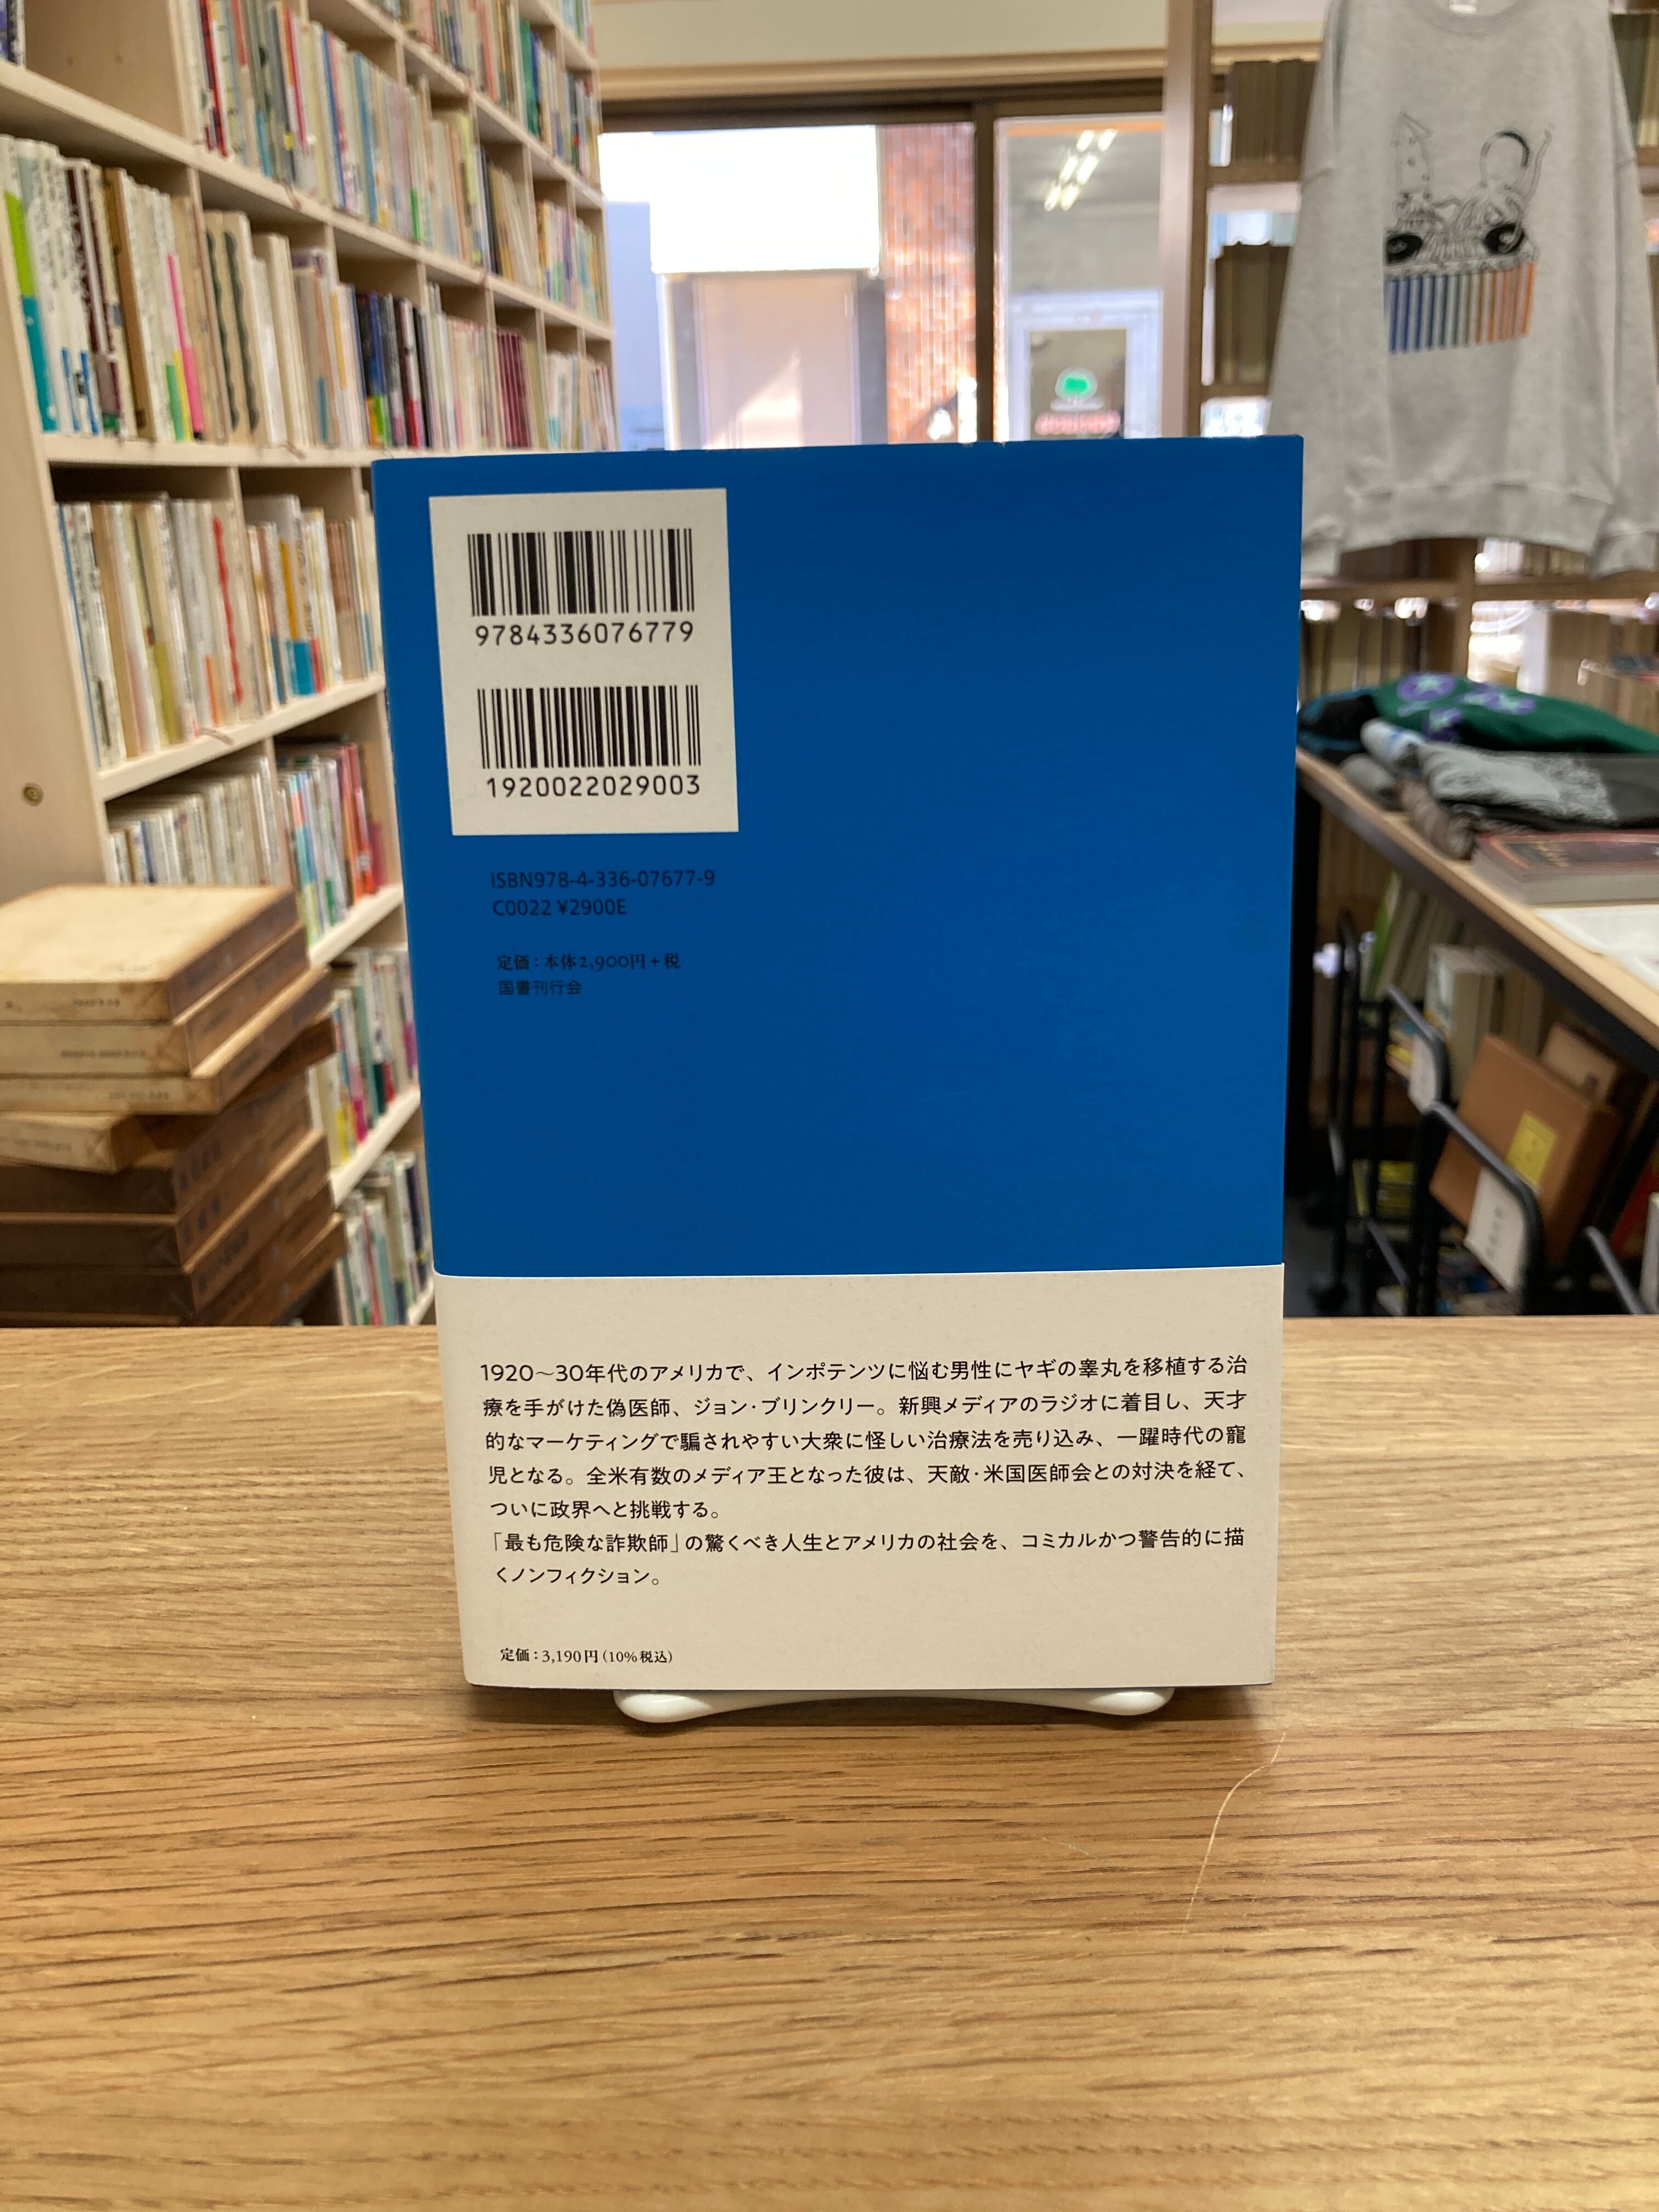 9784336076779
1920022029003
ISBN978-4-336-07677-9
C0022 ¥2900E
定価：本体2,900円＋税
国書刊行会
1920～30年代のアメリカで、インポテンツに悩む男性にヤギの睾丸を移植する治
療を手がけた偽医師、ジョン・ブリンクリー。新興メディアのラジオに着目し、天才
的なマーケティングで騙されやすい大衆に怪しい治療法を売り込み、一躍時代の寵
児となる。全米有数のメディア王となった彼は、天敵・米国医師会との対決を経て、
ついに政界へと挑戦する。
「最も危険な詐欺師」の驚くべき人生とアメリカの社会を、コミカルかつ警告的に描
くノンフィクション。
定価：3,190円（10%税込）